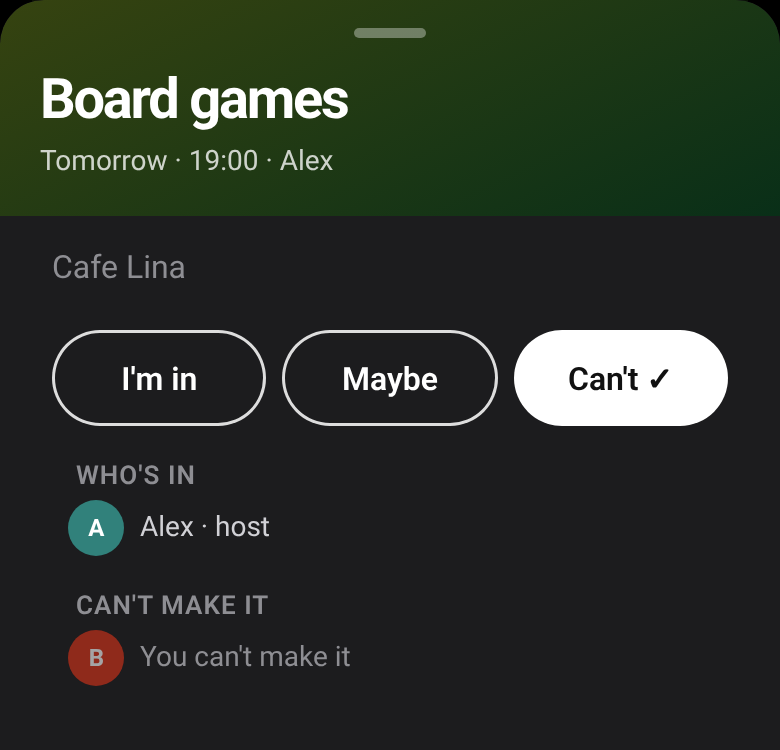 Board games
Tomorrow · 19:00 · Alex
Cafe Lina
I'm in
Maybe
Can't ✓
WHO'S IN
A
Alex · host
CAN'T MAKE IT
B
You can't make it